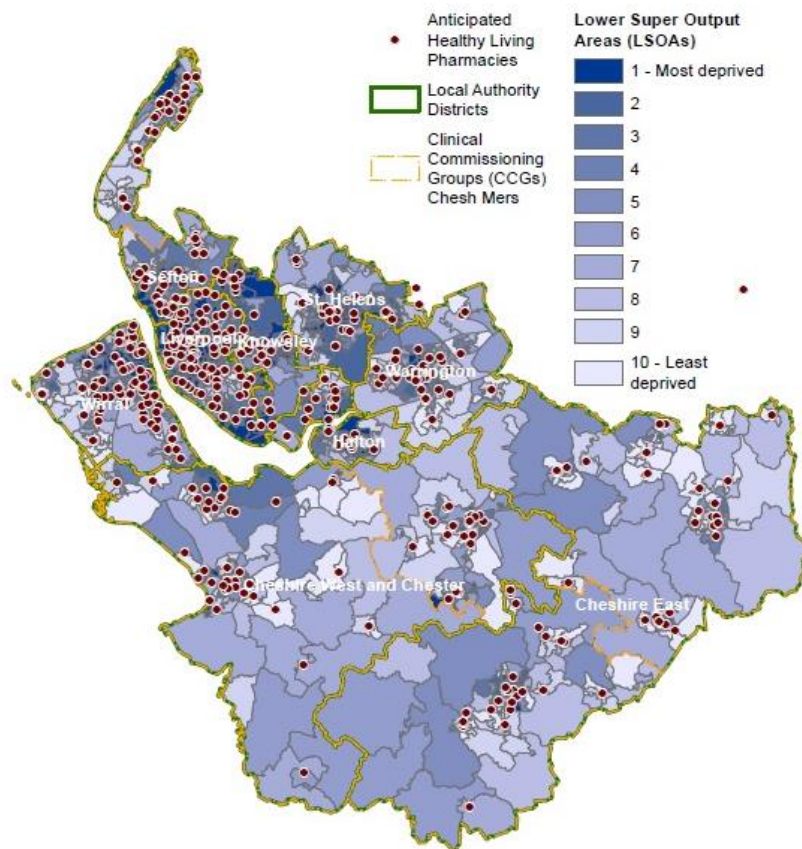 Anticipated
Healthy Living
Pharmacies
Local Authority
Districts
Clinical
Commissioning
Groups (CCGs)
Chesh Mers
Lower Super Output
Areas (LSOAs)
1 - Most deprived
2
3
4
5
6
7
8
9
10 - Least
deprived
Sefton
St. Helens
Liverpool
Knowsley
Warrington
Wirral
Halton
Cheshire West and Chester
Cheshire East